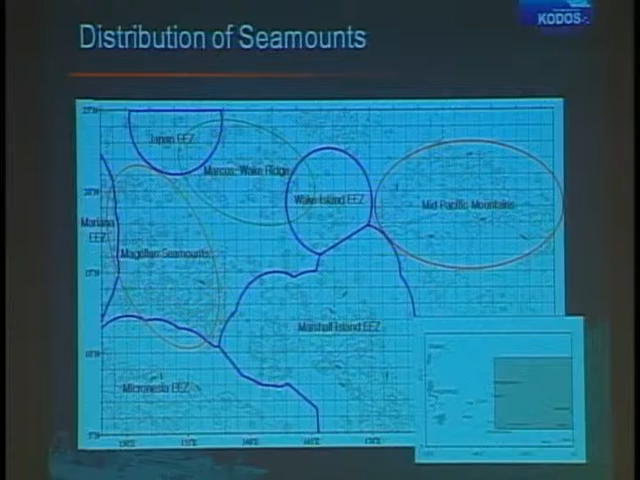 KODOS
Distribution of Seamounts
Japan EEZ
Marcus-Wake Ridge
Wake Island EEZ
Mid Pacific Mountains
Mariana
EEZ
Magellan Seamounts
Marshall Island EEZ
Micronesia EEZ